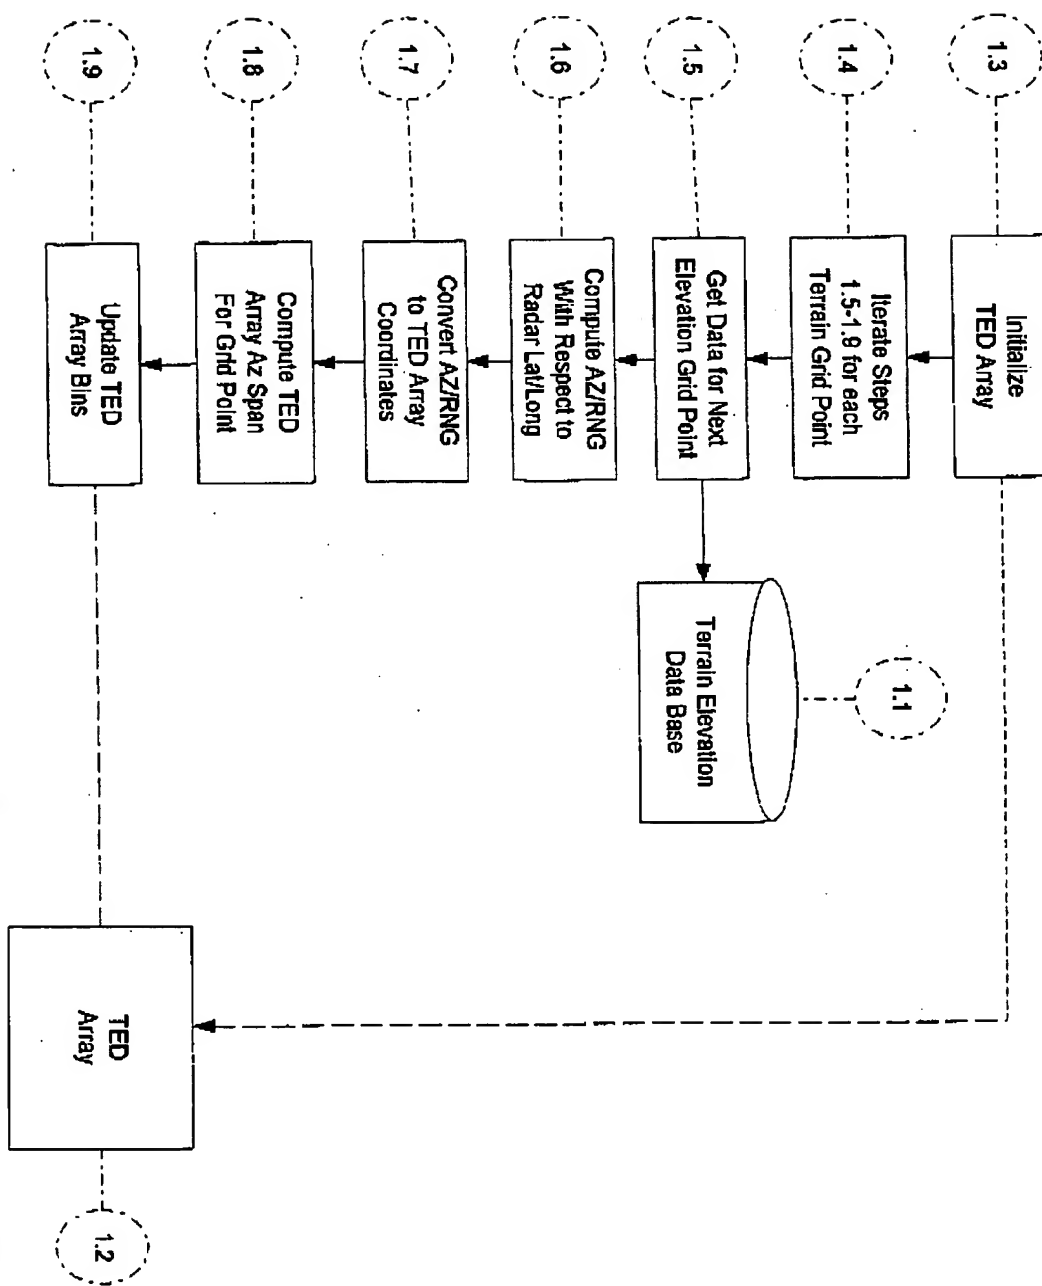 1.3
Initialize
TED Array
1.4
Iterate Steps
1.5-1.9 for each
Terrain Grid Point
1.5
Get Data for Next
Elevation Grid Point
Terrain Elevation
Data Base
1.1
1.6
Compute AZ/RNG
With Respect to
Radar Lat/Long
1.7
Convert AZ/RNG
to TED Array
Coordinates
1.8
Compute TED
Array Az Span
For Grid Point
1.9
Update TED
Array Bins
TED
Array
1.2